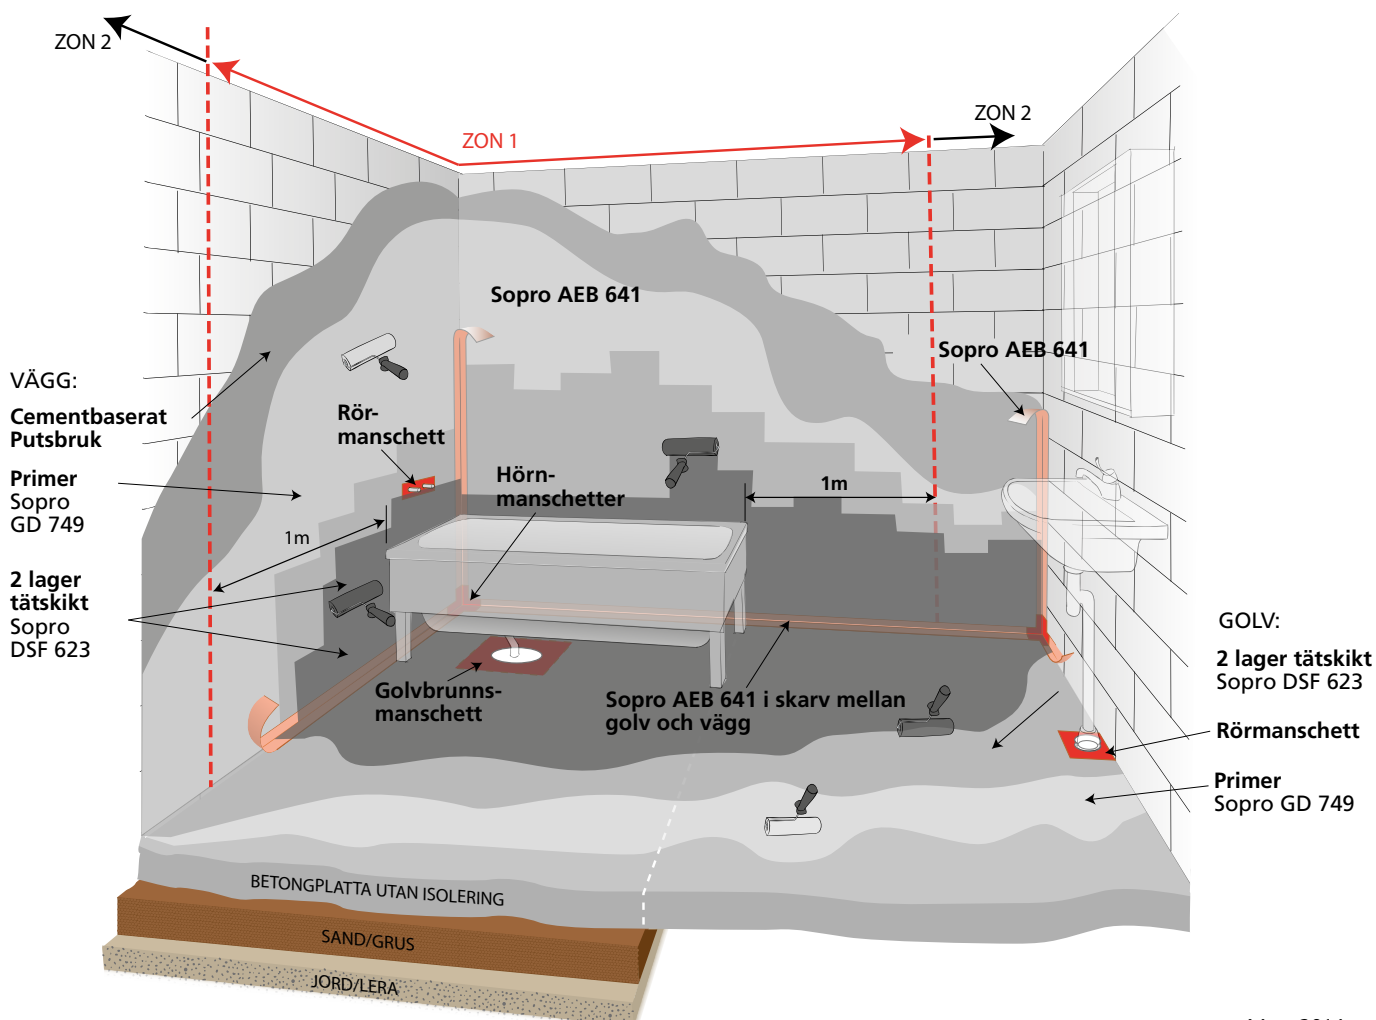 ZON 2
ZON 1
ZON 2
Sopro AEB 641
Sopro AEB 641
VÄGG:
Cementbaserat
Putsbruk
Primer
Sopro
GD 749
2 lager
tätskikt
Sopro
DSF 623
Rör-
manschett
Hörn-
manschetter
1m
1m
Golvbrunns-
manschett
Sopro AEB 641 i skarv mellan
golv och vägg
GOLV:
2 lager tätskikt
Sopro DSF 623
Rörmanschett
Primer
Sopro GD 749
BETONGPLATTA UTAN ISOLERING
SAND/GRUS
JORD/LERA